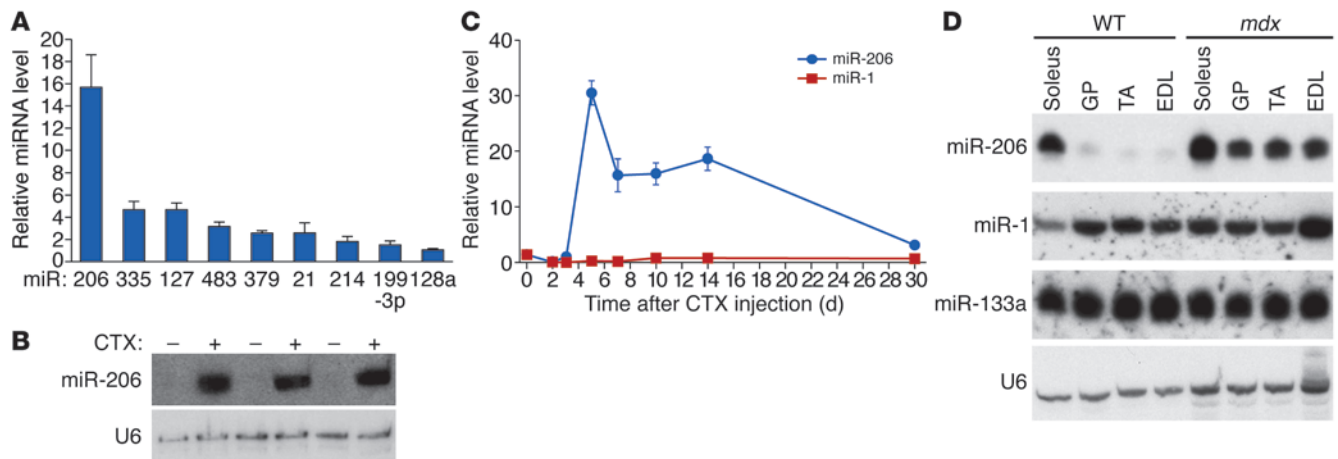 A
Relative miRNA level
20
18
16
14
12
10
8
6
4
2
0
miR: 206 335 127 483 379 21 214 199 128a
-3p
B
CTX: – + – + – +
miR-206
U6
C
Relative miRNA level
40
30
20
10
0
miR-206
miR-1
0 2 4 6 8 10 12 14 16 18 20 22 24 26 28 30
Time after CTX injection (d)
D
WT mdx
Soleus GP TA EDL Soleus GP TA EDL
miR-206
miR-1
miR-133a
U6